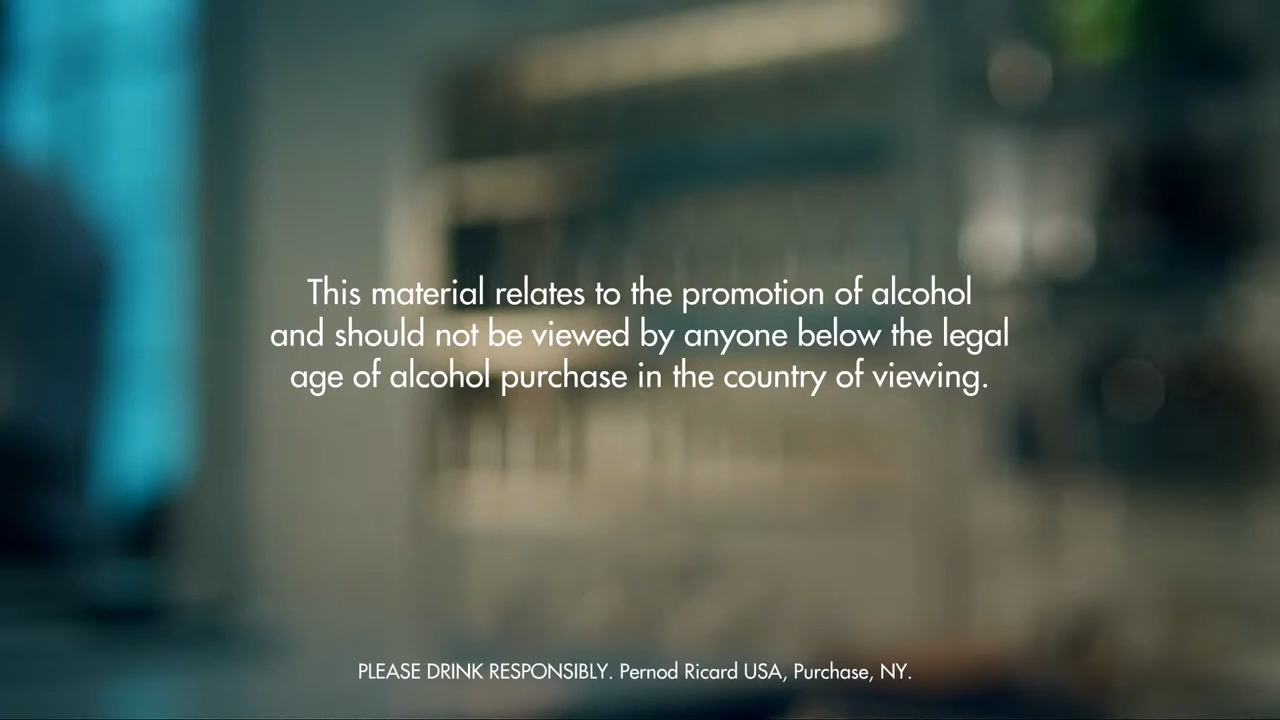 This material relates to the promotion of alcohol
and should not be viewed by anyone below the legal
age of alcohol purchase in the country of viewing.
PLEASE DRINK RESPONSIBLY. Pernod Ricard USA, Purchase, NY.